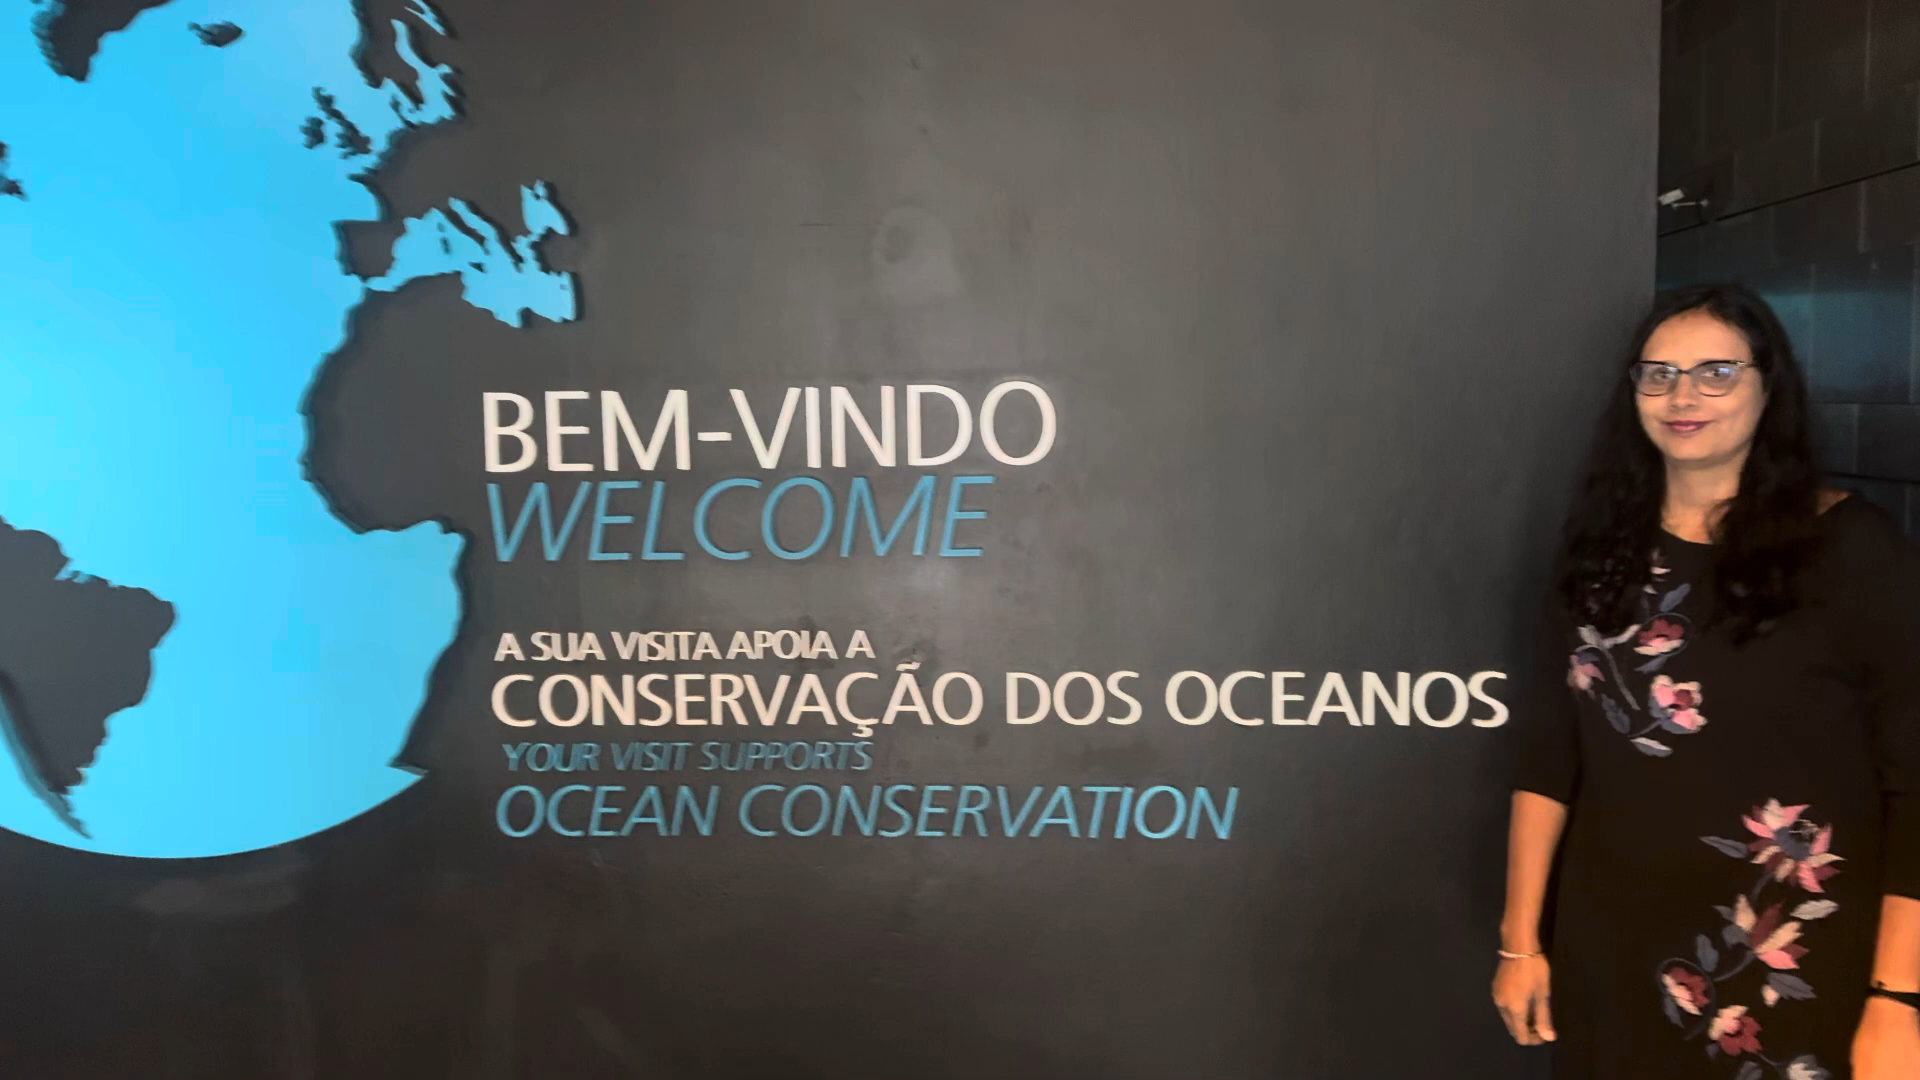 BEM-VINDO
WELCOME
A SUA VISITA APOIA A
CONSERVAÇÃO DOS OCEANOS
YOUR VISIT SUPPORTS
OCEAN CONSERVATION